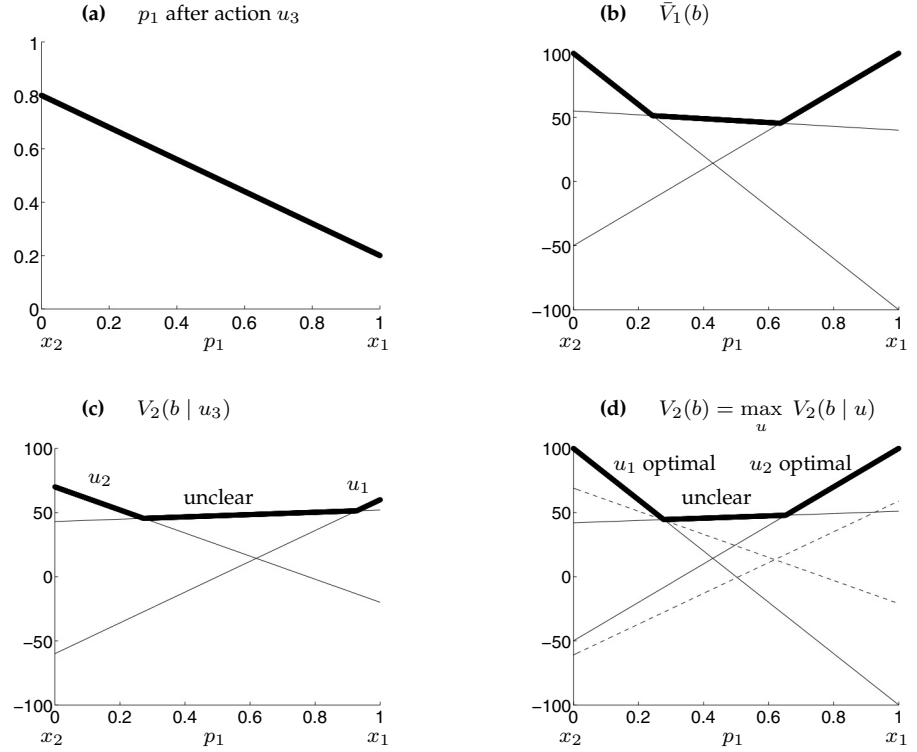 (a) p₁ after action u₃
1
0.8
0.6
0.4
0.2
0
0 0.2 0.4 0.6 0.8 1
x₂ p₁ x₁
(b) V̄₁(b)
100
50
0
−50
−100
0 0.2 0.4 0.6 0.8 1
x₂ p₁ x₁
(c) V₂(b | u₃)
100
50
0
−50
−100
u₂
unclear
u₁
0 0.2 0.4 0.6 0.8 1
x₂ p₁ x₁
(d) V₂(b) = max V₂(b | u)
u
100
50
0
−50
−100
u₁ optimal u₂ optimal
unclear
0 0.2 0.4 0.6 0.8 1
x₂ p₁ x₁